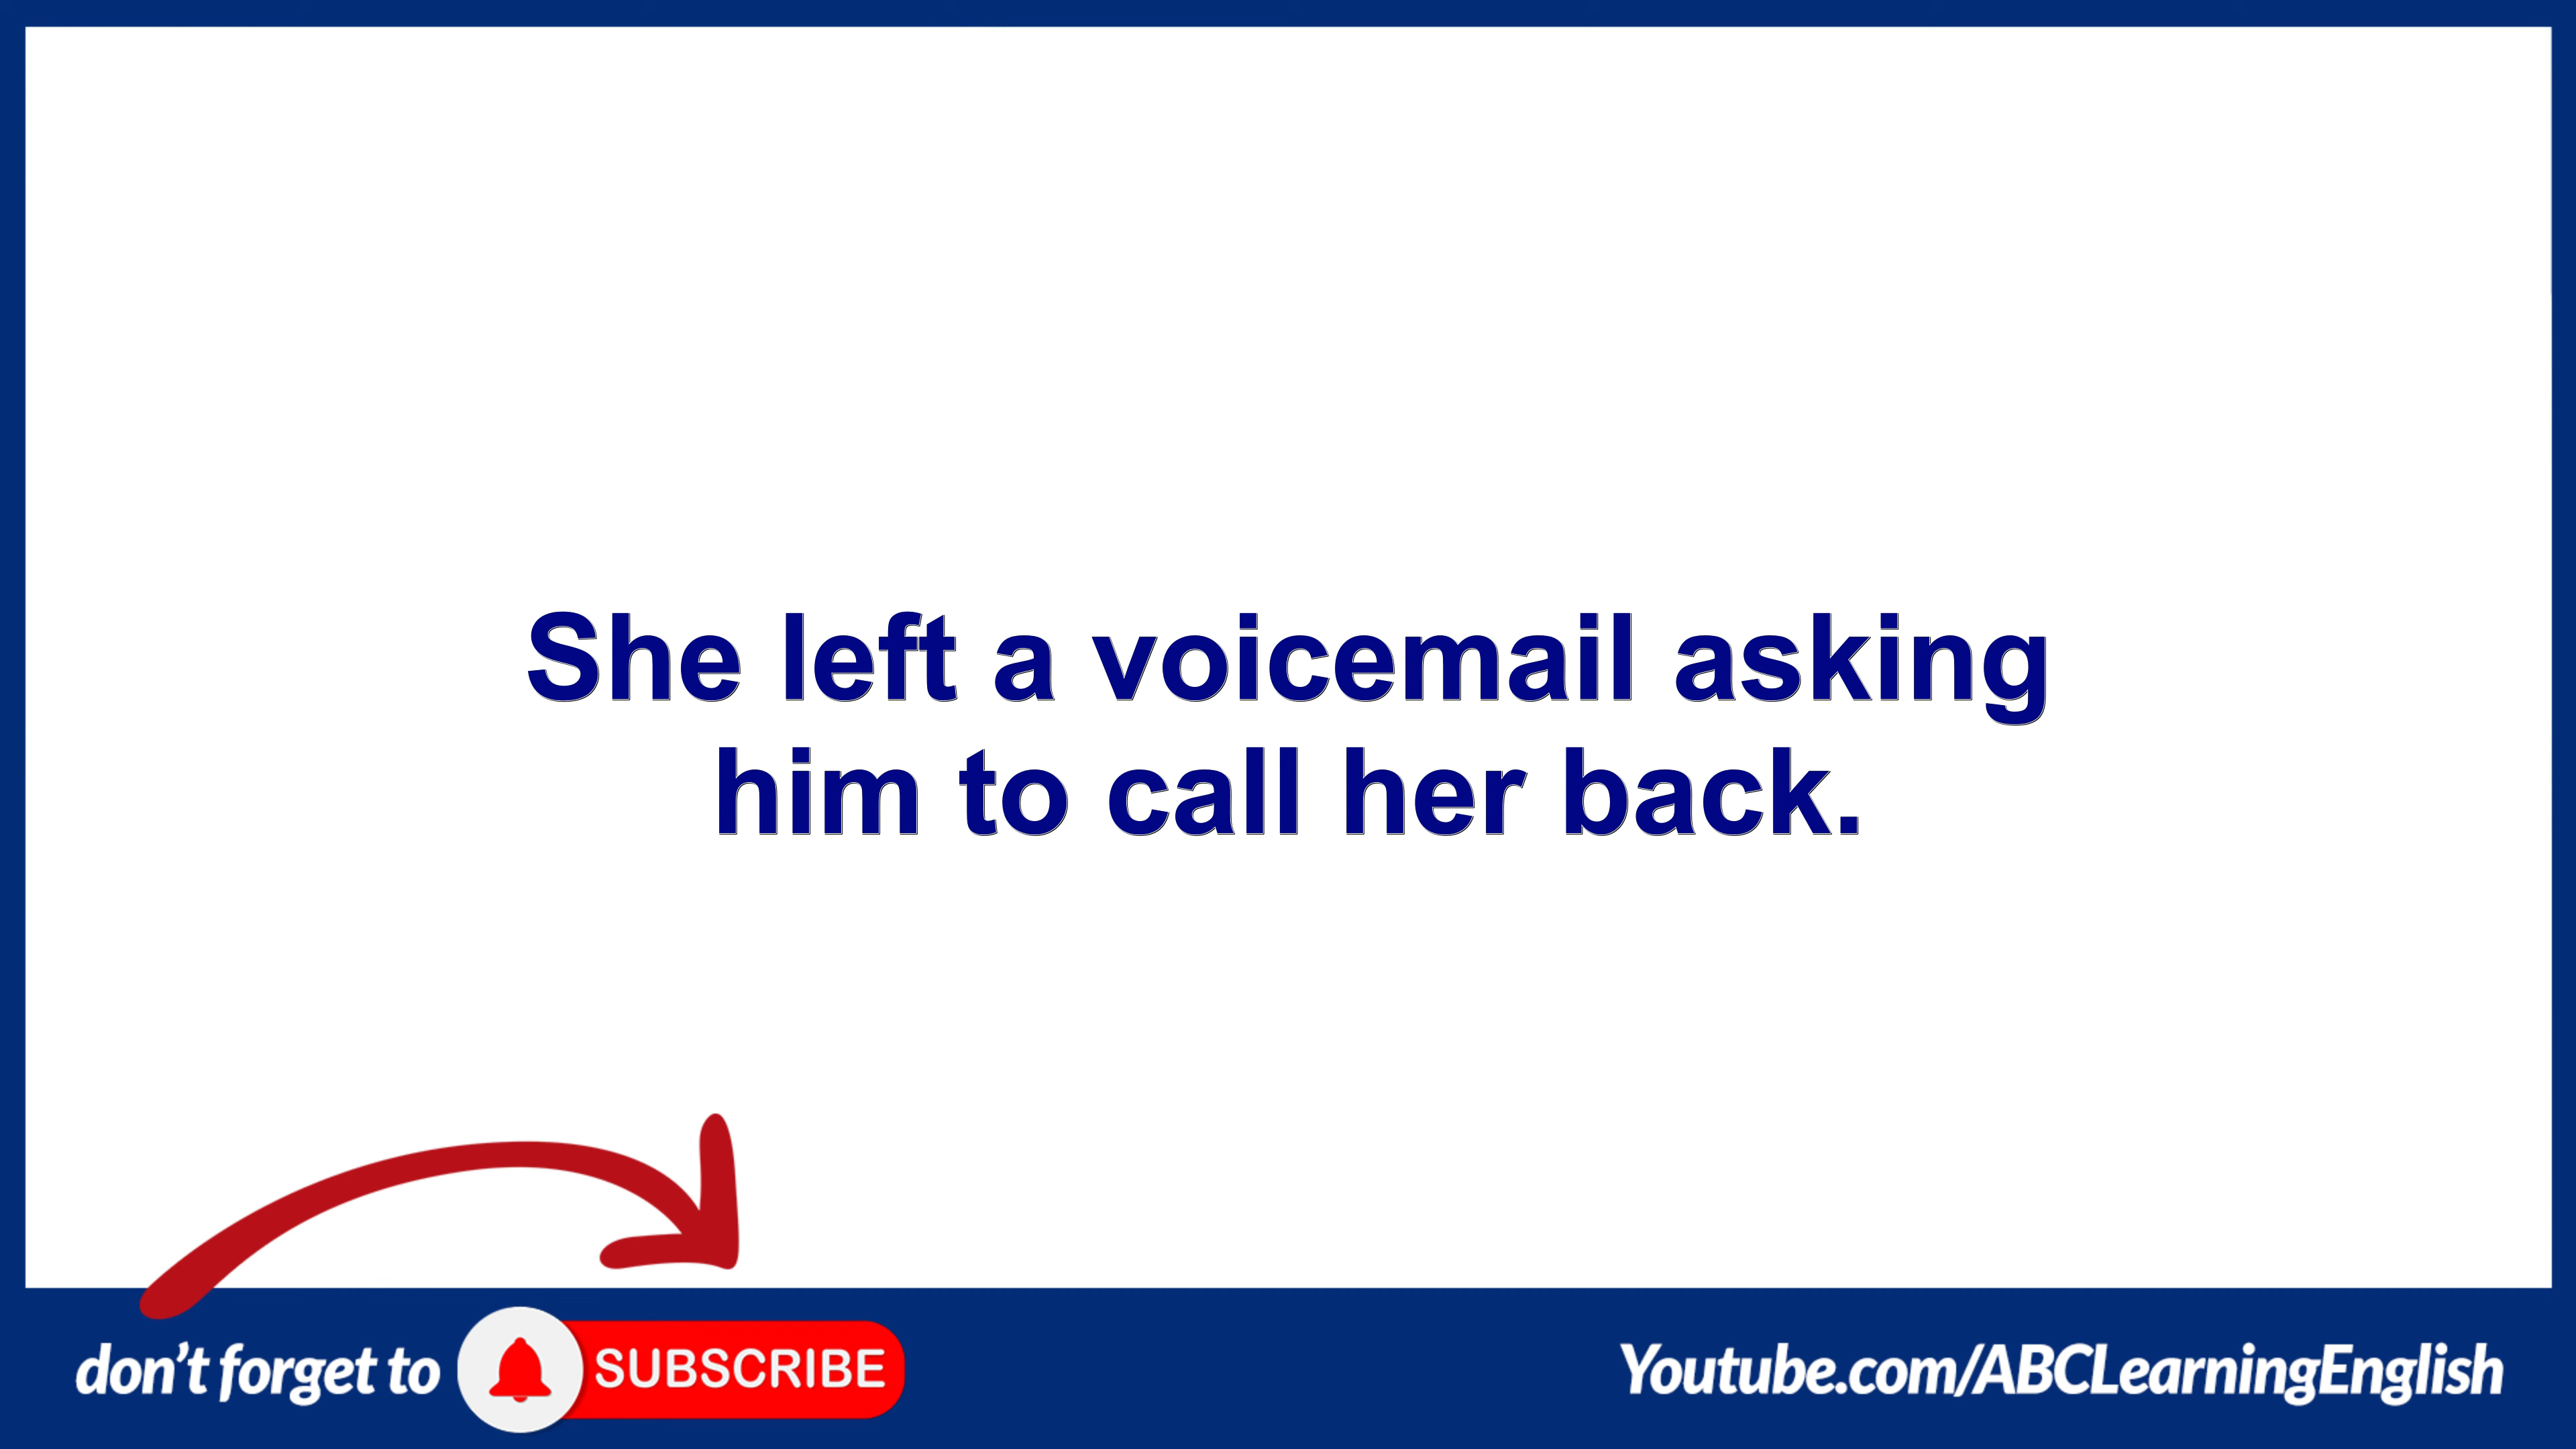 She left a voicemail asking
him to call her back.
don't forget to SUBSCRIBE
Youtube.com/ABCLearningEnglish